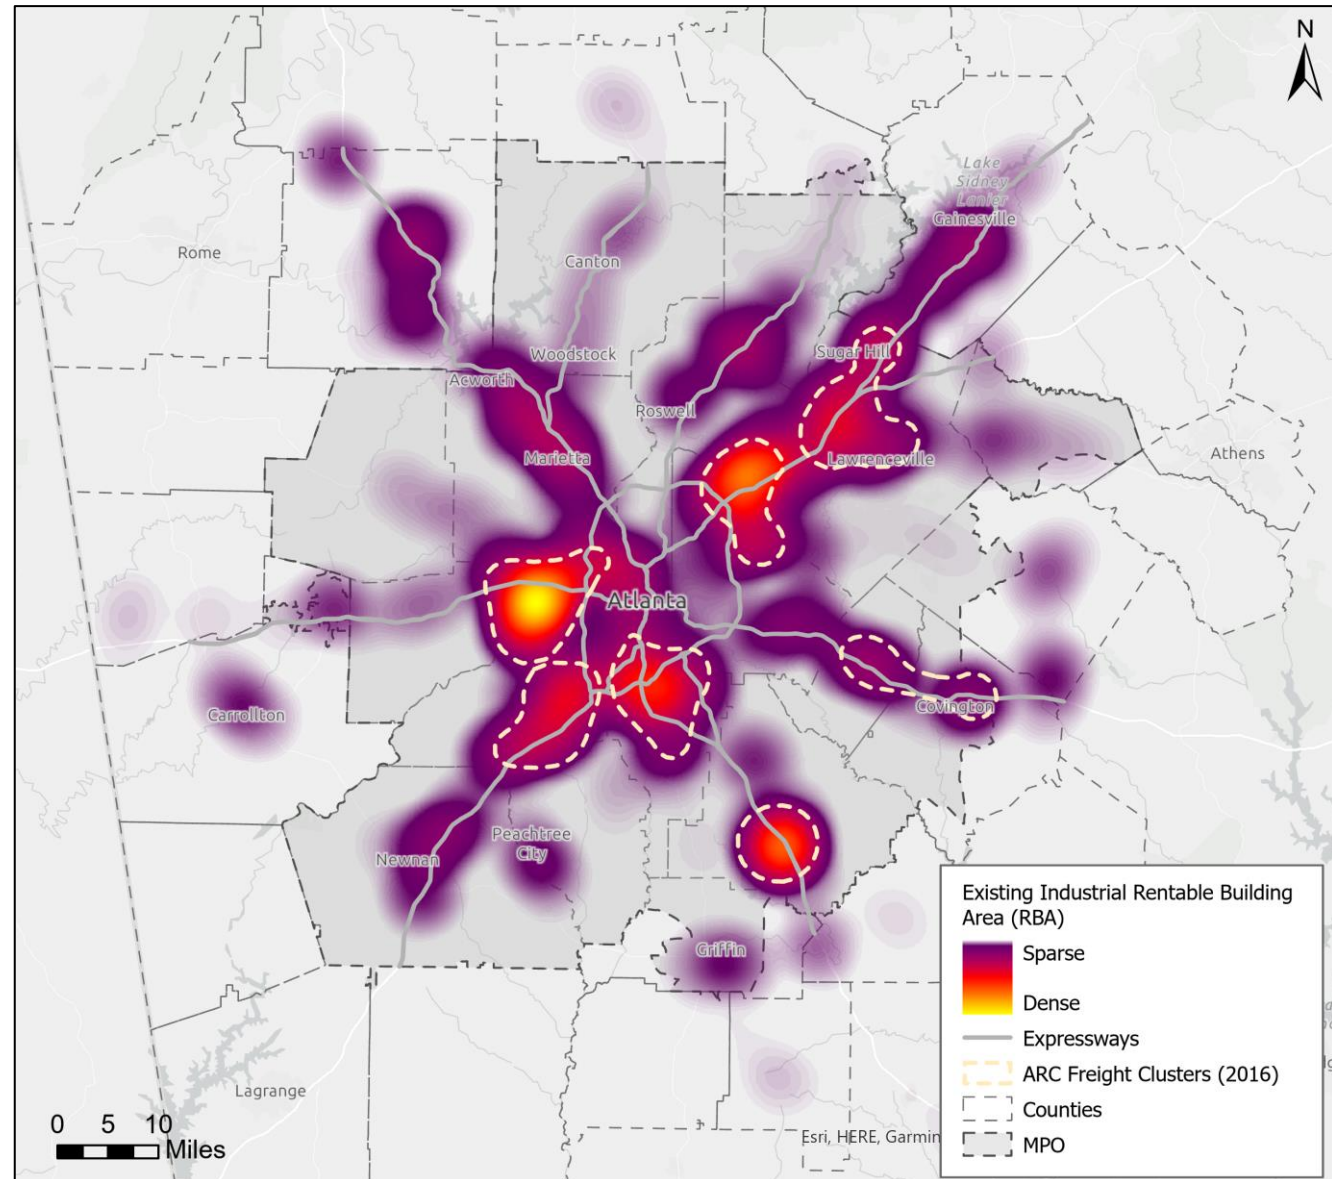 N
Lake
Sidney
Lanier
Gainesville
Rome
Canton
Woodstock
Sugar Hill
Acworth
Roswell
Marietta
Lawrenceville
Athens
Atlanta
Carrollton
Covington
Newnan
Peachtree
City
Griffin
Lagrange
0 5 10
Miles
Esri, HERE, Garmin
Existing Industrial Rentable Building
Area (RBA)
Sparse
Dense
Expressways
ARC Freight Clusters (2016)
Counties
MPO